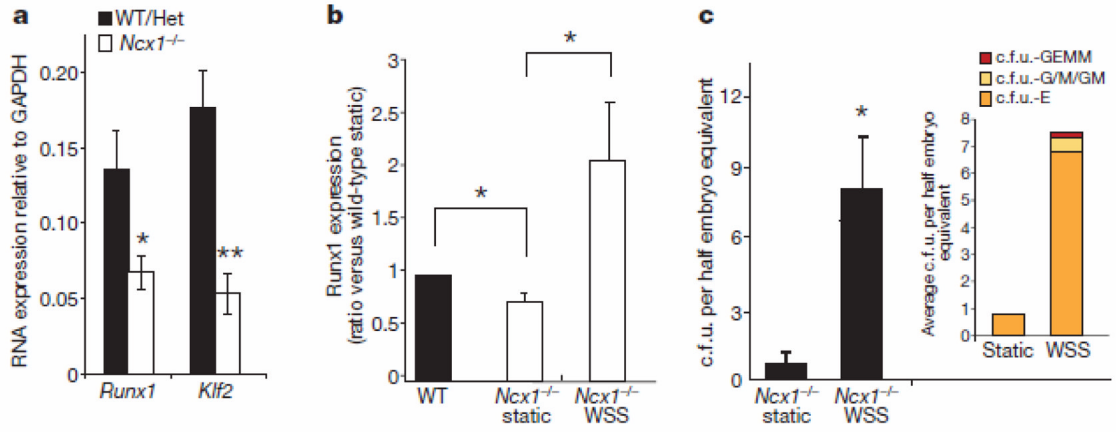 a
WT/Het
Ncx1–/–
RNA expression relative to GAPDH
0.20
0.15
0.10
0.05
0
*
**
Runx1
Klf2
b
Runx1 expression
(ratio versus wild-type static)
3
2.5
2
1.5
1
0.5
0
*
*
WT
Ncx1–/–
static
Ncx1–/–
WSS
c
c.f.u. per half embryo equivalent
12
9
6
3
0
*
Ncx1–/–
static
Ncx1–/–
WSS
c.f.u.-GEMM
c.f.u.-G/M/GM
c.f.u.-E
Average c.f.u. per half embryo
equivalent
8
7
6
5
4
3
2
1
0
Static
WSS